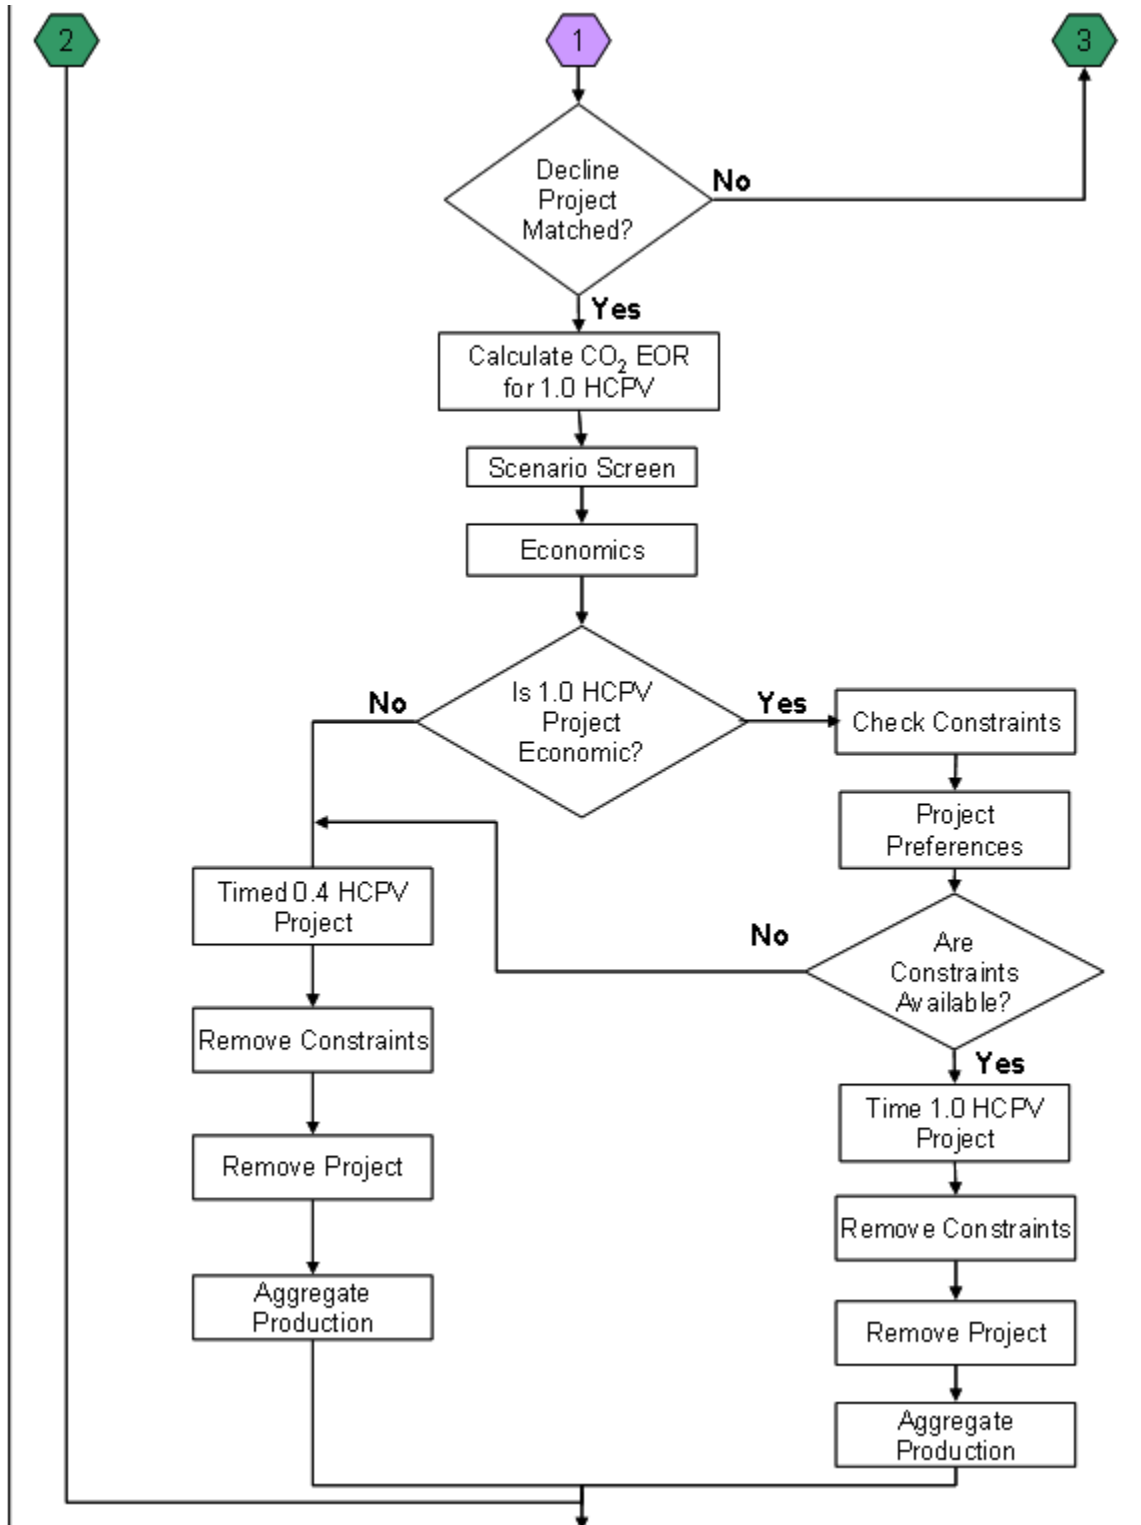 2
1
3
Decline
Project
Matched?
No
Yes
Calculate CO₂ EOR
for 1.0 HCPV
Scenario Screen
Economics
Is 1.0 HCPV
Project
Economic?
No
Yes
Check Constraints
Project
Preferences
Are
Constraints
Available?
No
Yes
Timed 0.4 HCPV
Project
Remove Constraints
Remove Project
Aggregate
Production
Time 1.0 HCPV
Project
Remove Constraints
Remove Project
Aggregate
Production